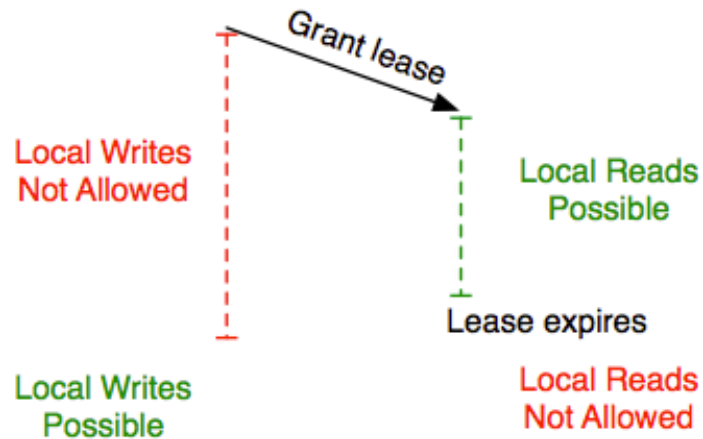 Grant lease
Local Writes
Not Allowed
Local Reads
Possible
Lease expires
Local Writes
Possible
Local Reads
Not Allowed